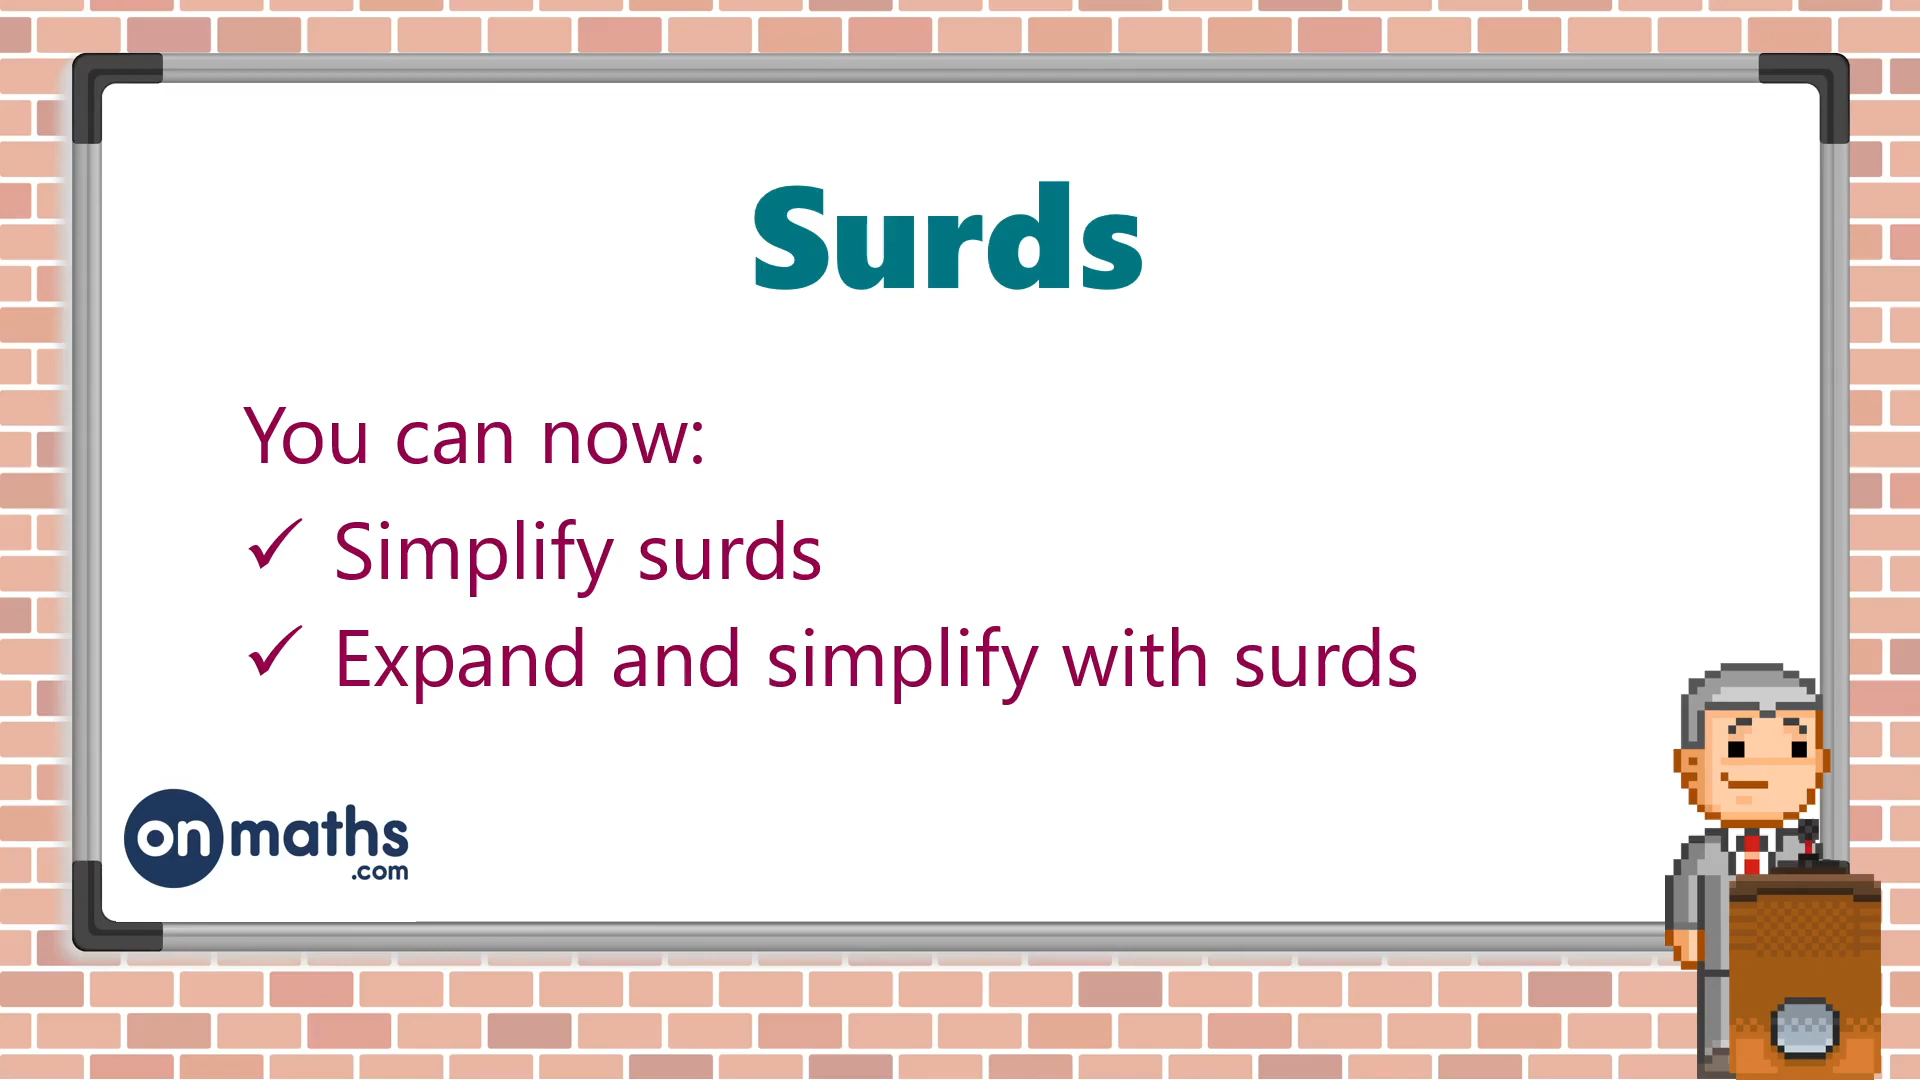 Surds
You can now:
✓ Simplify surds
✓ Expand and simplify with surds
onmaths
.com